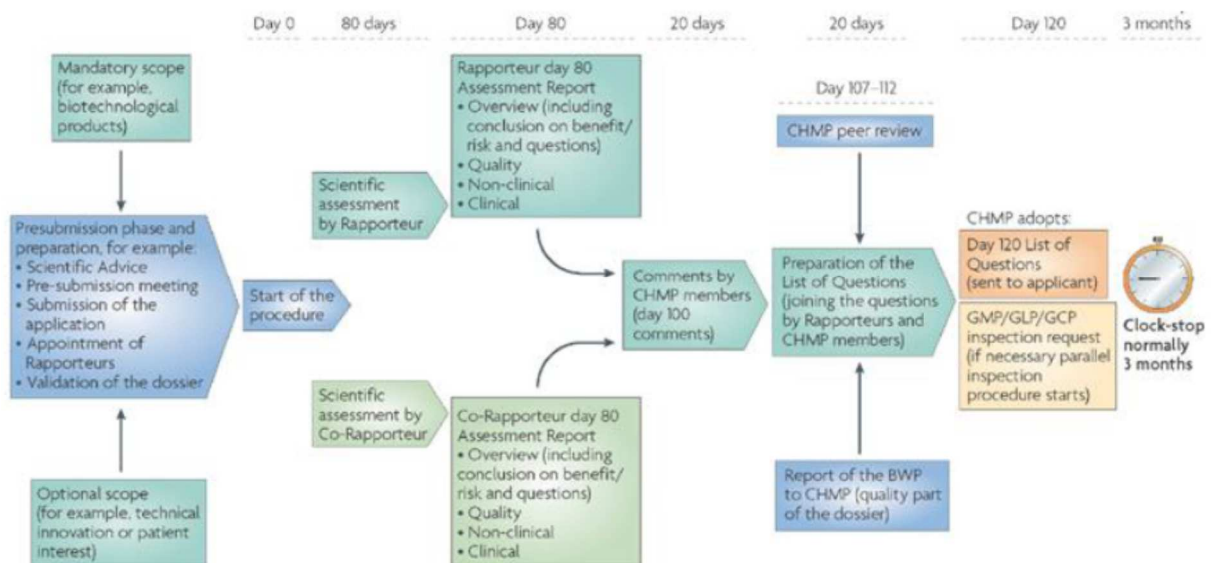 Day 0
80 days
Day 80
20 days
20 days
Day 120
3 months
Mandatory scope
(for example,
biotechnological
products)
Presubmission phase and
preparation, for example:
• Scientific Advice
• Pre-submission meeting
• Submission of the
application
• Appointment of
Rapporteurs
• Validation of the dossier
Optional scope
(for example, technical
innovation or patient
interest)
Start of the
procedure
Scientific
assessment
by Rapporteur
Scientific
assessment by
Co-Rapporteur
Rapporteur day 80
Assessment Report
• Overview (including
conclusion on benefit/
risk and questions)
• Quality
• Non-clinical
• Clinical
Co-Rapporteur day 80
Assessment Report
• Overview (including
conclusion on benefit/
risk and questions)
• Quality
• Non-clinical
• Clinical
Comments by
CHMP members
(day 100
comments)
Day 107–112
CHMP peer review
Preparation of the
List of Questions
(joining the questions
by Rapporteurs and
CHMP members)
Report of the BWP
to CHMP (quality part
of the dossier)
CHMP adopts:
Day 120 List of
Questions
(sent to applicant)
GMP/GLP/GCP
inspection request
(if necessary parallel
inspection
procedure starts)
Clock-stop
normally
3 months